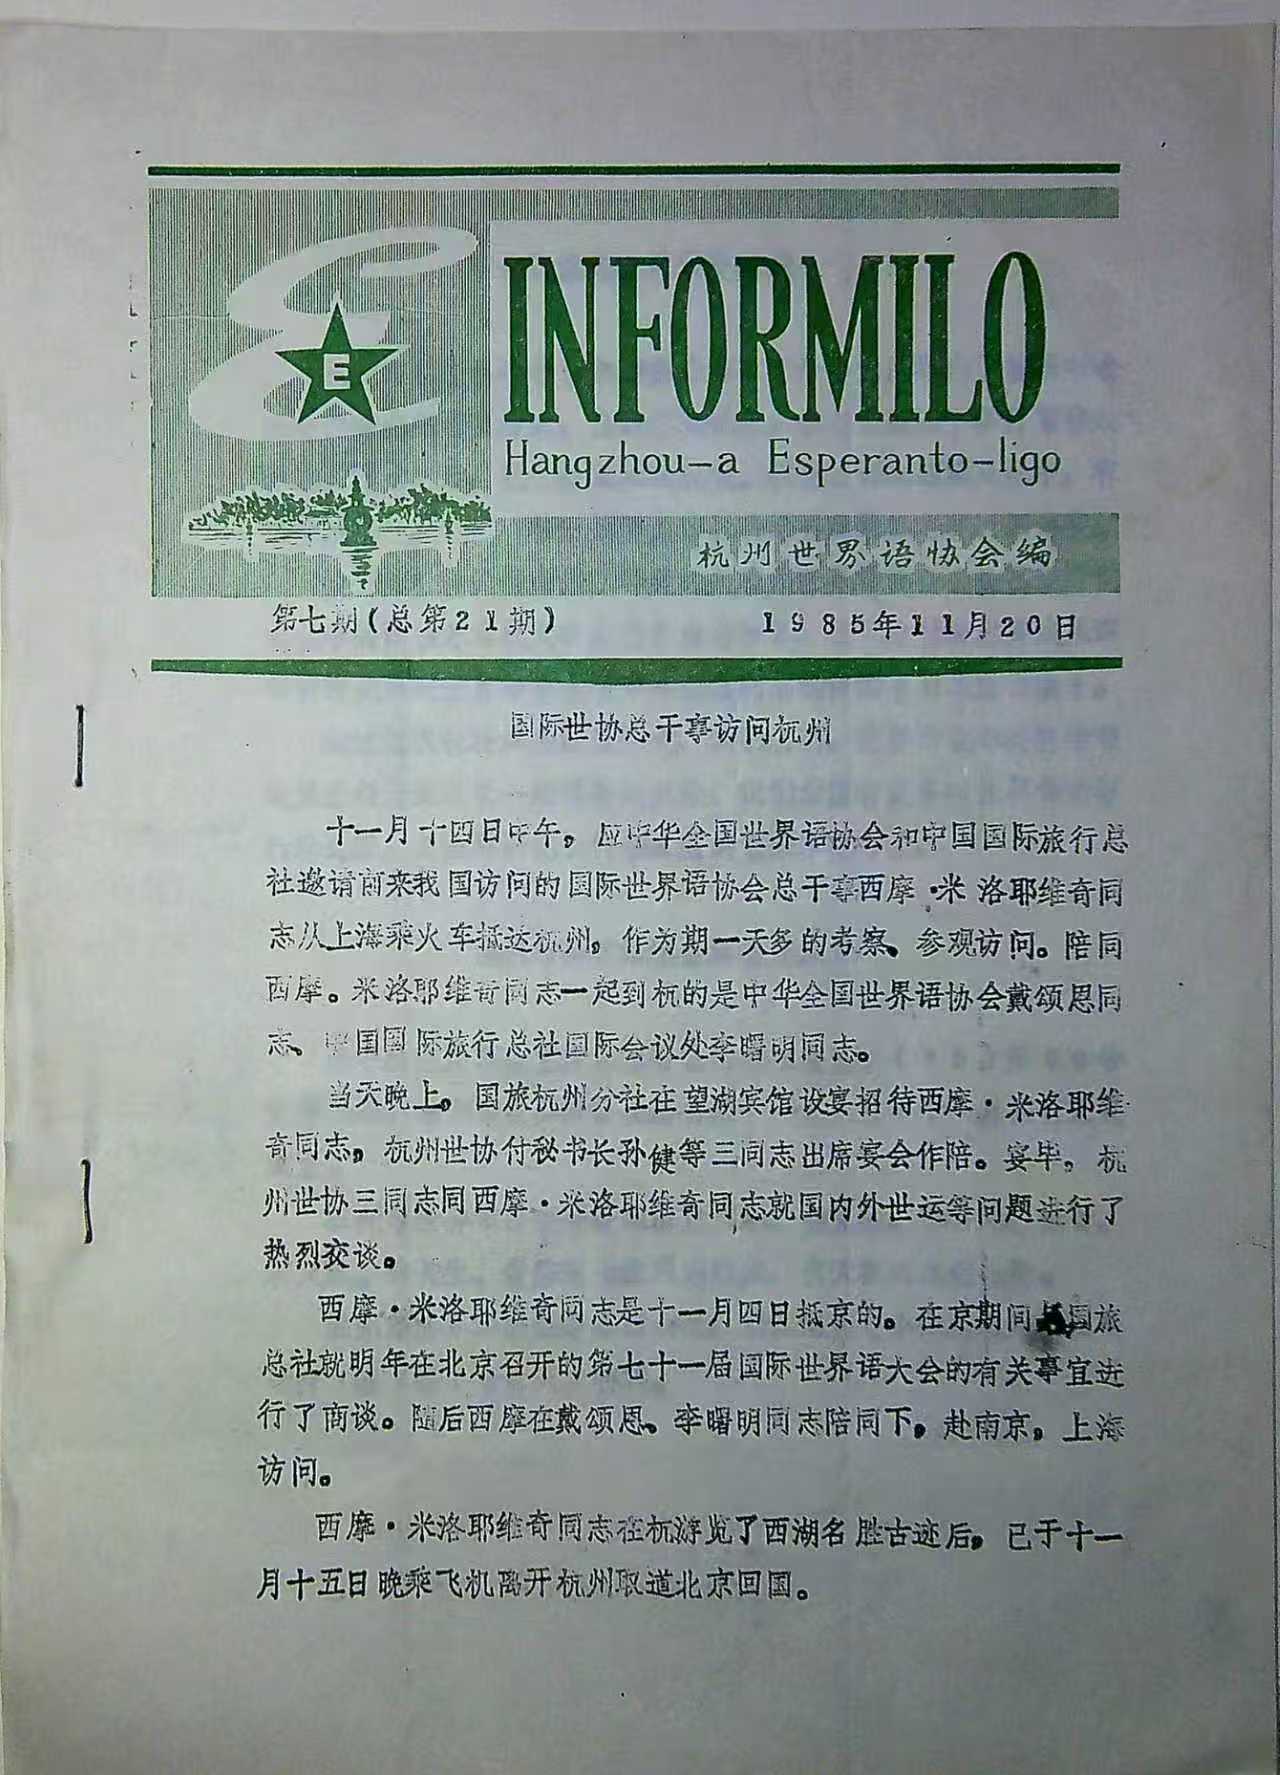 E
INFORMILO
Hangzhou-a Esperanto-ligo
杭州世界语协会编
第七期(总第21期)
1985年11月20日
国际世协总干事访问杭州
十一月十四日中午，应中华全国世界语协会和中国国际旅行总
社邀请前来我国访问的国际世界语协会总干事西摩·米洛耶维奇同
志从上海乘火车抵达杭州，作为期一天多的考察、参观访问。陪同
西摩。米洛耶维奇同志一起到杭的是中华全国世界语协会戴颂恩同
志、中国国际旅行总社国际会议处李曙明同志。
当天晚上，国旅杭州分社在望湖宾馆设宴招待西摩·米洛耶维
奇同志，杭州世协付秘书长孙健等三同志出席宴会作陪。宴毕，杭
州世协三同志同西摩·米洛耶维奇同志就国内外世运等问题进行了
热烈交谈。
西摩·米洛耶维奇同志是十一月四日抵京的。在京期间国旅
总社就明年在北京召开的第七十一届国际世界语大会的有关事宜进
行了商谈。随后西摩在戴颂恩、李曙明同志陪同下，赴南京，上海
访问。
西摩·米洛耶维奇同志在杭游览了西湖名胜古迹后，已于十一
月十五日晚乘飞机离开杭州取道北京回国。